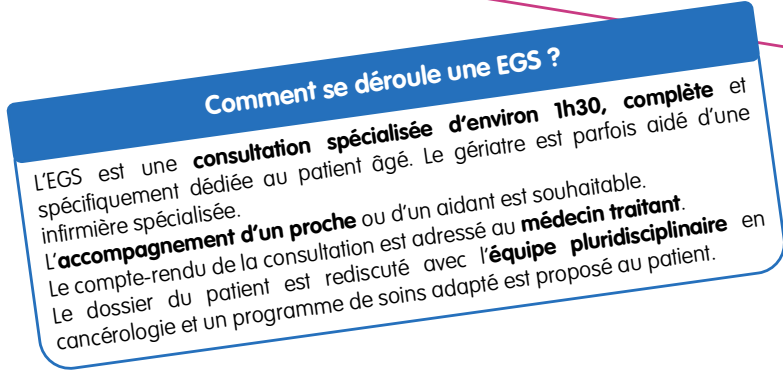 Comment se déroule une EGS ?
L'EGS est une consultation spécialisée d'environ 1h30, complète et
spécifiquement dédiée au patient âgé. Le gériatre est parfois aidé d'une
infirmière spécialisée.
L'accompagnement d'un proche ou d'un aidant est souhaitable.
Le compte-rendu de la consultation est adressé au médecin traitant.
Le dossier du patient est rediscuté avec l'équipe pluridisciplinaire en
cancérologie et un programme de soins adapté est proposé au patient.